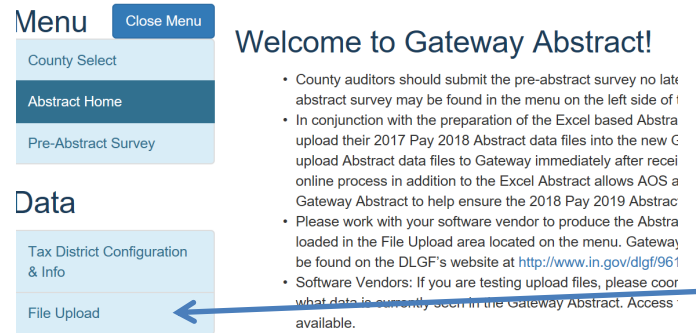 Menu
Close Menu
County Select
Abstract Home
Pre-Abstract Survey
Data
Tax District Configuration
& Info
File Upload
Welcome to Gateway Abstract!
• County auditors should submit the pre-abstract survey no late
abstract survey may be found in the menu on the left side of
• In conjunction with the preparation of the Excel based Abstra
upload their 2017 Pay 2018 Abstract data files into the new
upload Abstract data files to Gateway immediately after recei
online process in addition to the Excel Abstract allows AOS a
Gateway Abstract to help ensure the 2018 Pay 2019 Abstrac
• Please work with your software vendor to produce the Abstra
loaded in the File Upload area located on the menu. Gateway
be found on the DLGF's website at http://www.in.gov/dlgf/961
• Software Vendors: If you are testing upload files, please coor
what data is currently seen in the Gateway Abstract. Access
available.